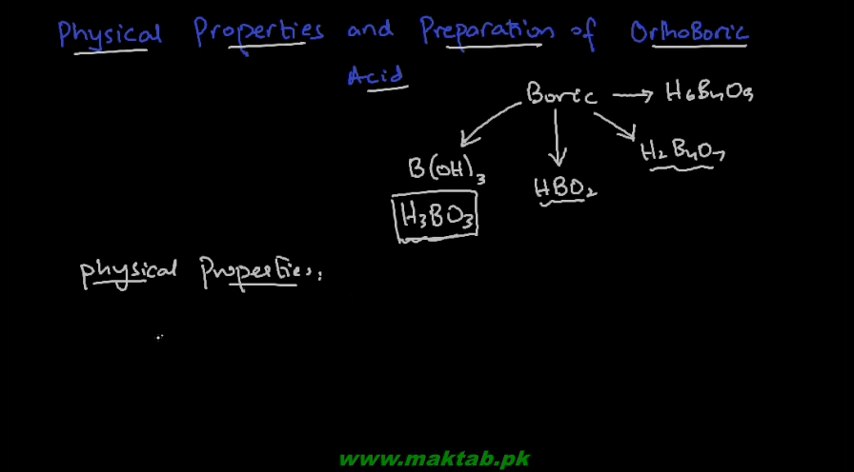 Physical Properties and Preparation of OrthoBoric
Acid
Boric → H₆B₄O₉
B(OH)₃
HBO₂
H₂B₄O₇
H₃BO₃
physical Properties:
www.maktab.pk